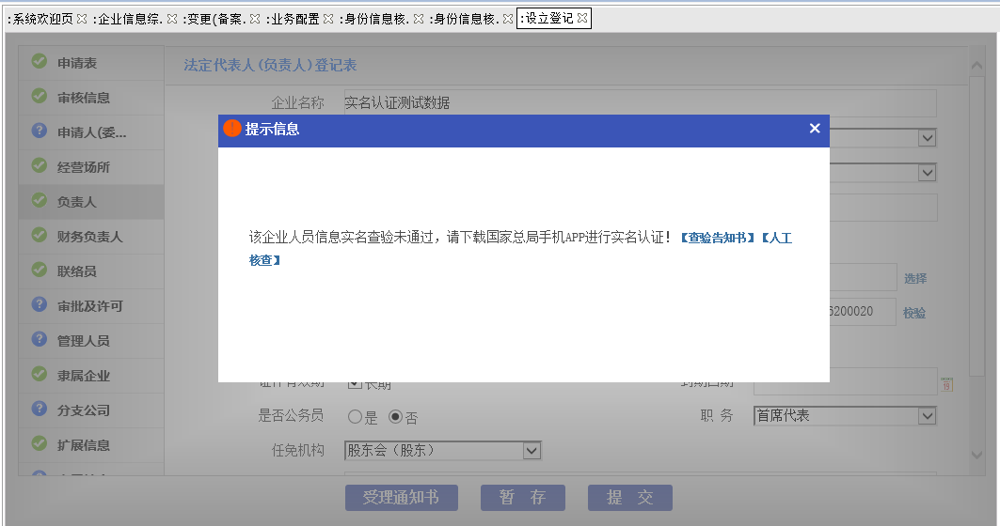 :系统欢迎页 :企业信息综. :变更(备案. :业务配置 :身份信息核. :身份信息核. :设立登记
申请表
审核信息
申请人(委...
经营场所
负责人
财务负责人
联络员
审批及许可
管理人员
隶属企业
分支公司
扩展信息
法定代表人(负责人)登记表
企业名称 实名认证测试数据
提示信息
该企业人员信息实名查验未通过，请下载国家总局手机APP进行实名认证！【查验告知书】【人工
核查】
选择
6200020 校验
证件有效期 长期 到期日期
19
是否公务员 是 否 职 务 首席代表
任免机构 股东会（股东）
受理通知书 暂 存 提 交